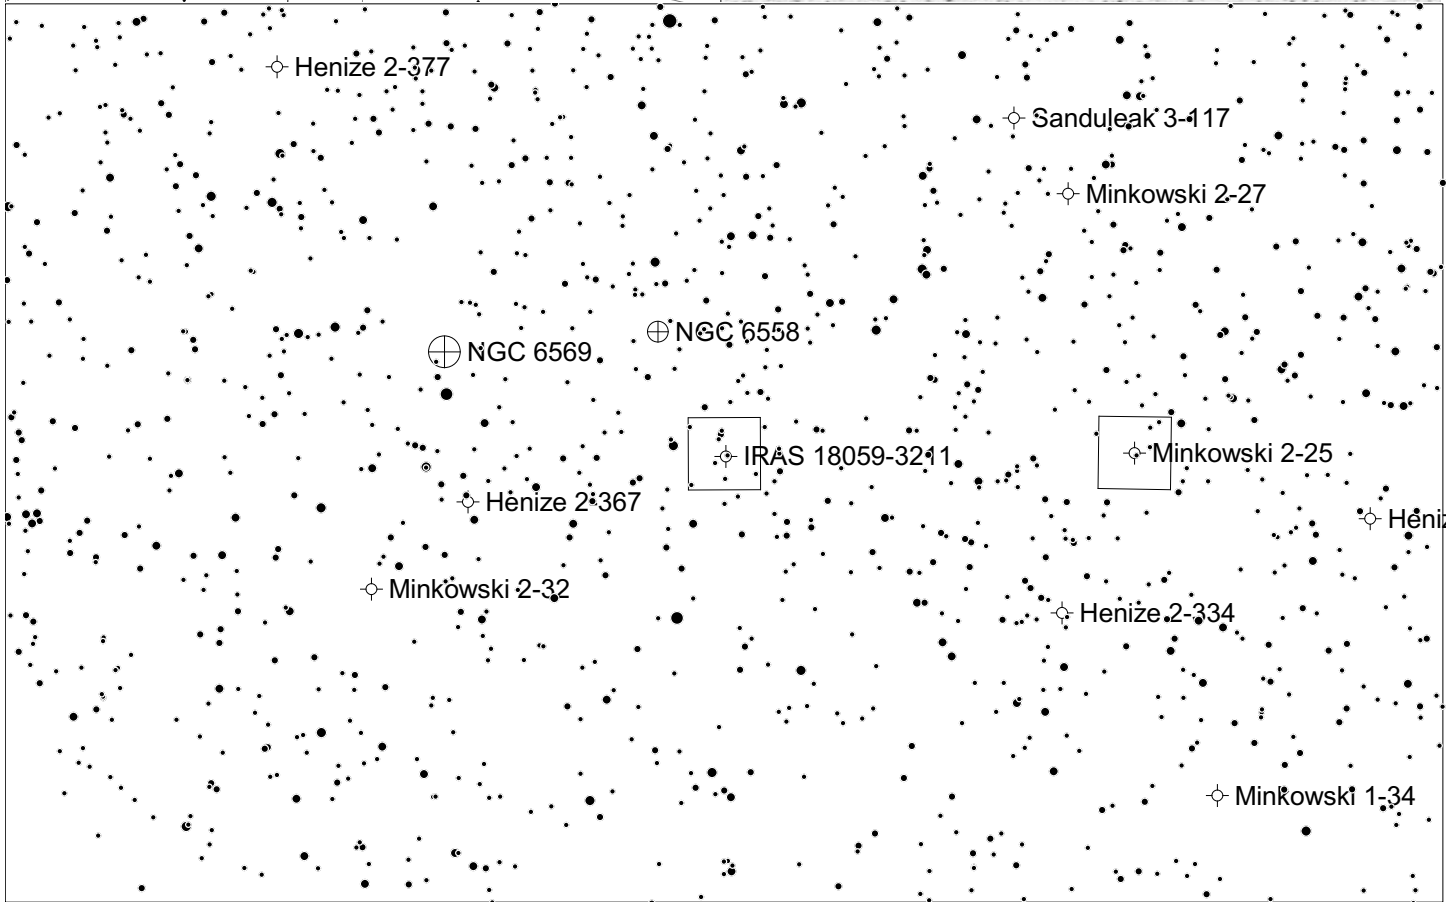 Henize 2-377
Sanduleak 3-117
Minkowski 2-27
NGC 6558
NGC 6569
IRAS 18059-3211
Minkowski 2-25
Henize 2-367
Heniz
Minkowski 2-32
Henize 2-334
Minkowski 1-34